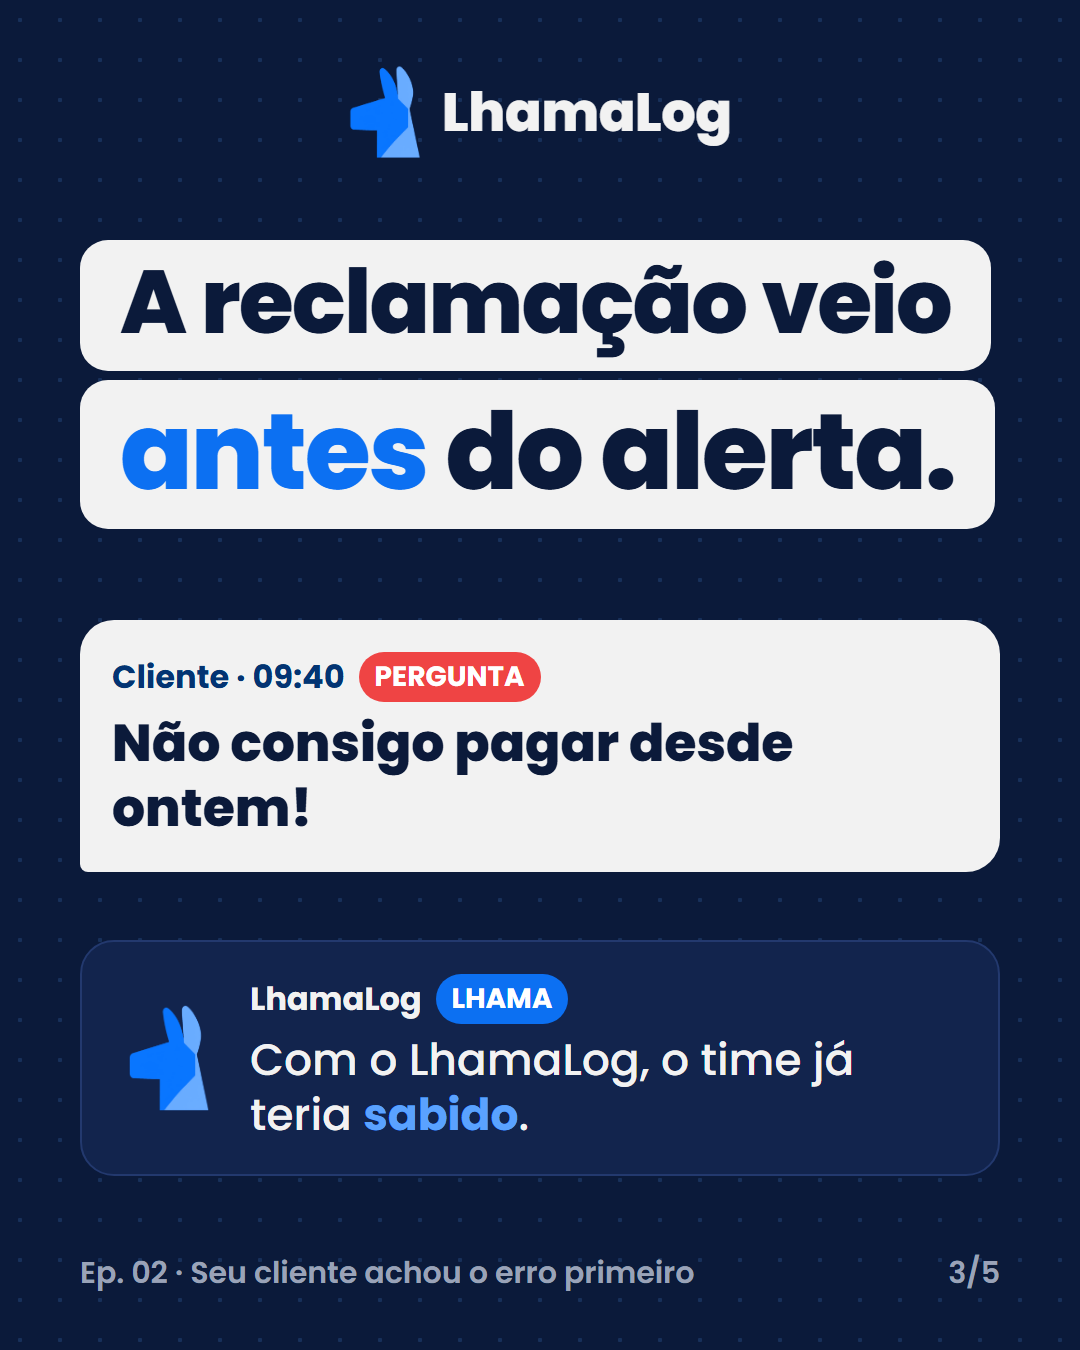 LhamaLog
A reclamação veio
antes do alerta.
Cliente · 09:40 PERGUNTA
Não consigo pagar desde
ontem!
LhamaLog LHAMA
Com o LhamaLog, o time já
teria sabido.
Ep. 02 · Seu cliente achou o erro primeiro
3/5